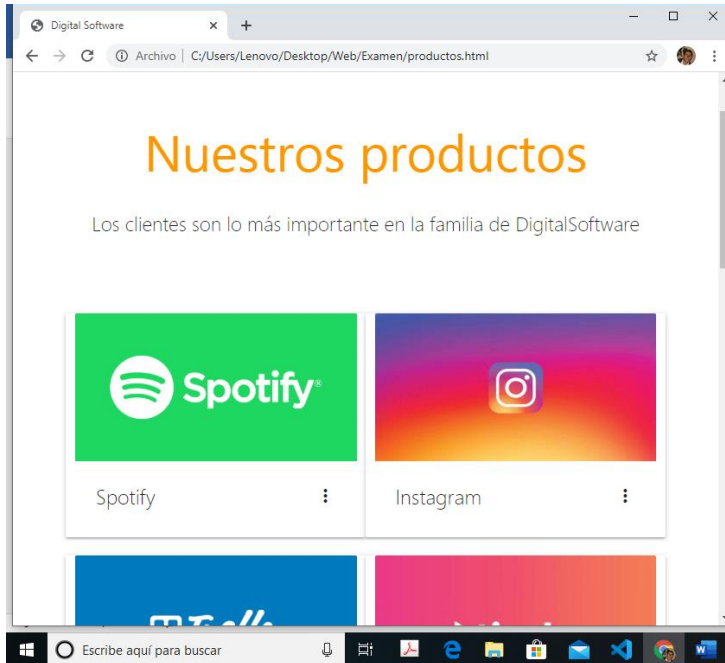 Digital Software
Archivo
C:/Users/Lenovo/Desktop/Web/Examen/productos.html
Nuestros productos
Los clientes son lo más importante en la familia de DigitalSoftware
Spotify®
Spotify
Instagram
Escribe aquí para buscar